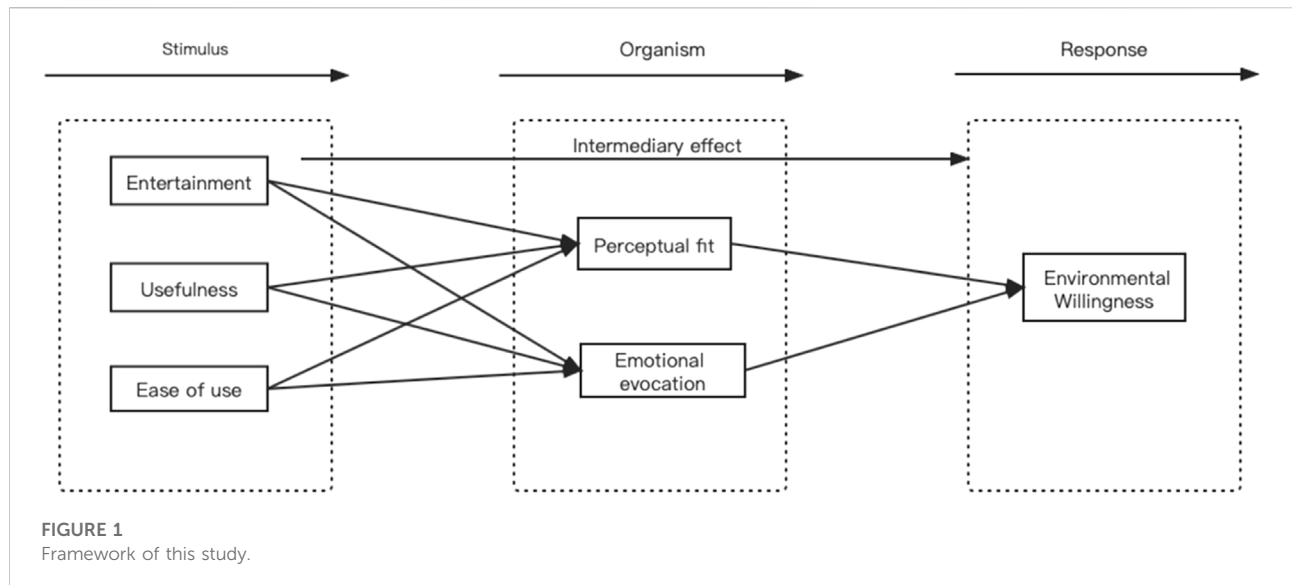 Stimulus
Organism
Response
Intermediary effect
Entertainment
Usefulness
Ease of use
Perceptual fit
Emotional
evocation
Environmental
Willingness
FIGURE 1
Framework of this study.